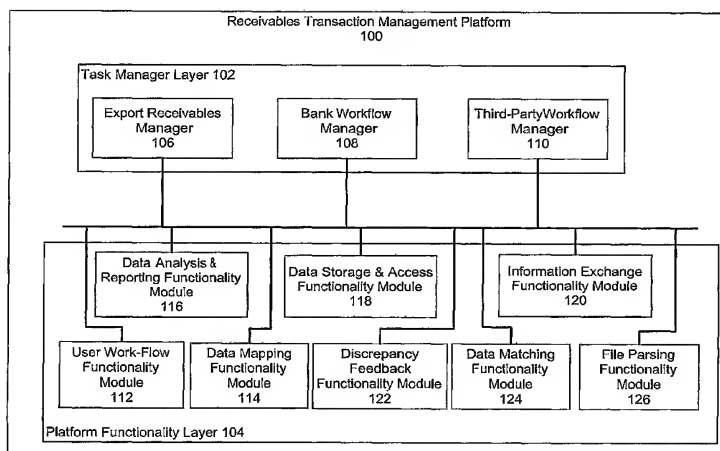 Receivables Transaction Management Platform
100
Task Manager Layer 102
Export Receivables
Manager
106
Bank Workflow
Manager
108
Third-PartyWorkflow
Manager
110
Data Analysis &
Reporting Functionality
Module
116
Data Storage & Access
Functionality Module
118
Information Exchange
Functionality Module
120
User Work-Flow
Functionality
Module
112
Data Mapping
Functionality
Module
114
Discrepancy
Feedback
Functionality Module
122
Data Matching
Functionality
Module
124
File Parsing
Functionality
Module
126
Platform Functionality Layer 104